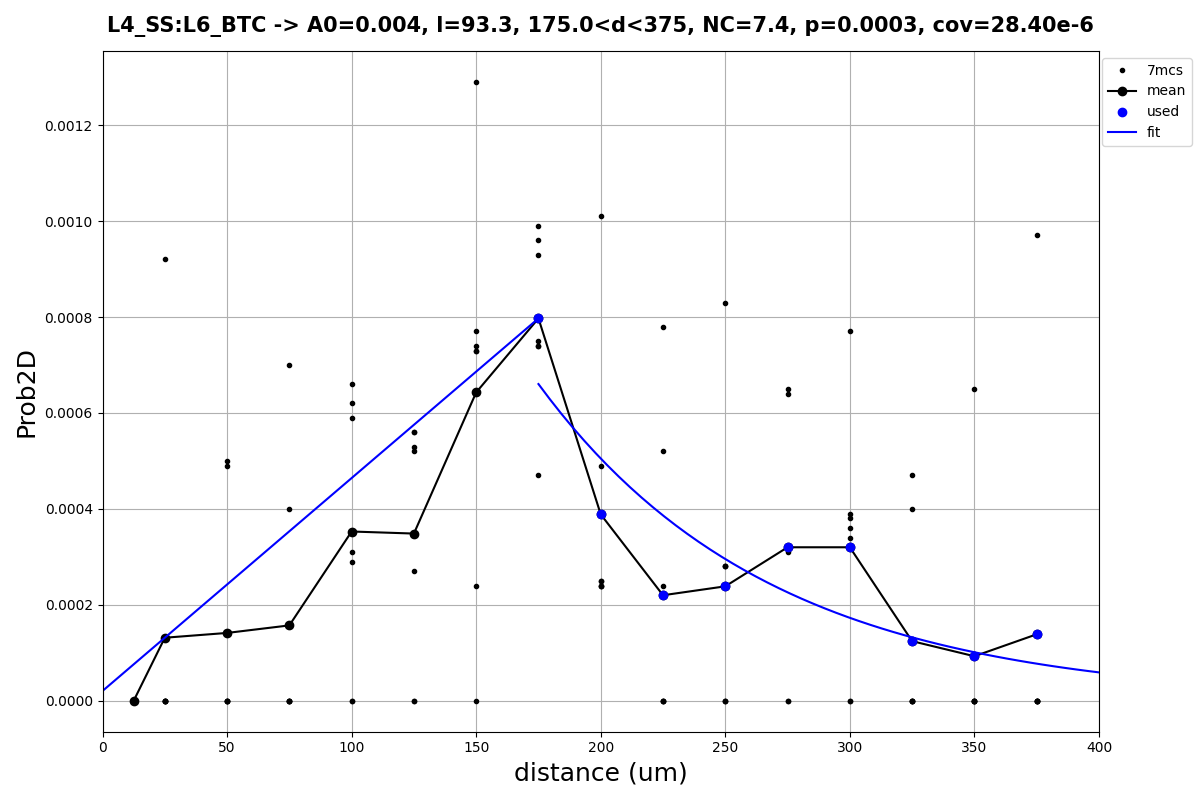 L4_SS:L6_BTC -> A0=0.004, l=93.3, 175.0<d<375, NC=7.4, p=0.0003, cov=28.40e-6
7mcs
mean
used
fit
0.0012
0.0010
0.0008
0.0006
0.0004
0.0002
0.0000
Prob2D
0 50 100 150 200 250 300 350 400
distance (um)